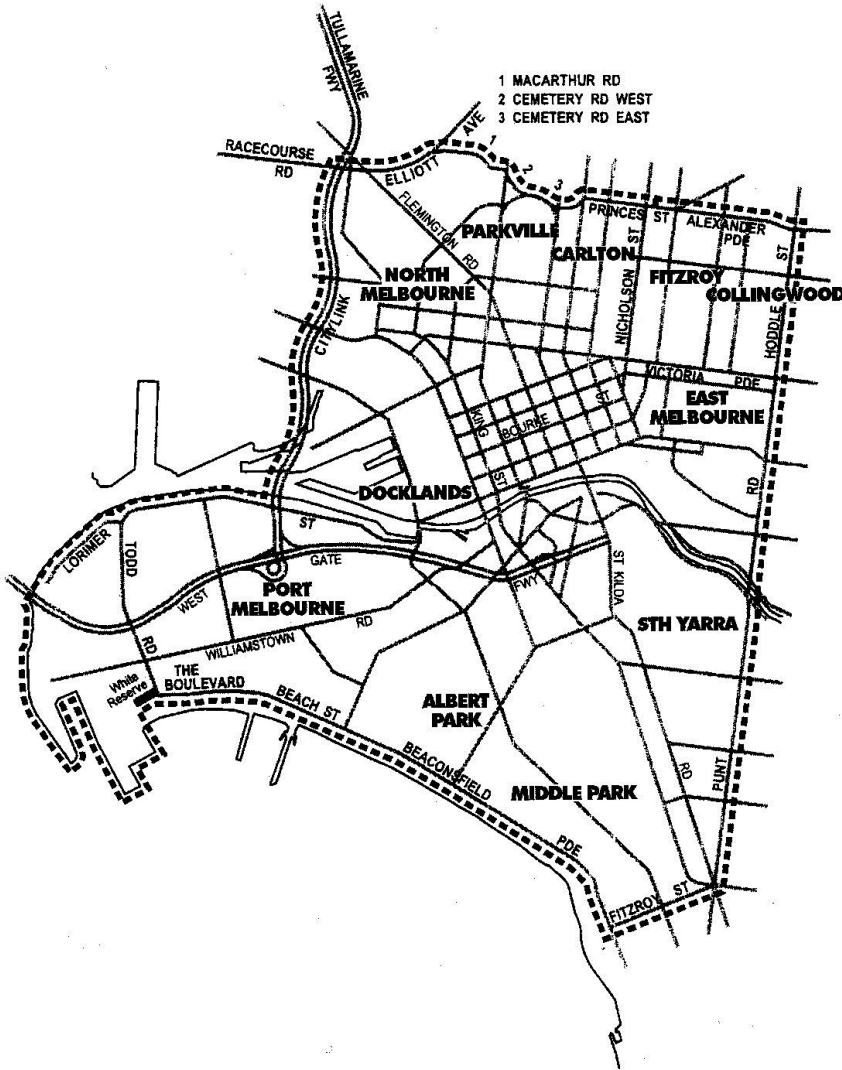 TULLAMARINE
FWY
1 MACARTHUR RD
2 CEMETERY RD WEST
3 CEMETERY RD EAST
RACECOURSE
RD
ELLIOTT
AVE
1
2
3
PRINCES ST
ALEXANDER
PDE
FLEMINGTON RD
PARKVILLE
CARLTON
NICHOLSON
ST
FITZROY
COLLINGWOOD
HODDLE
ST
NORTH
MELBOURNE
CITYLINK
VICTORIA PDE
EAST
MELBOURNE
KING
ST
BOURKE
ST
DOCKLANDS
RD
LORIMER
ST
TODD
RD
WEST
GATE
FWY
PORT
MELBOURNE
ST KILDA
RD
STH YARRA
WILLIAMSTOWN
RD
White
Reserve
THE
BOULEVARD
BEACH ST
ALBERT
PARK
BEACONSFIELD
PDE
MIDDLE PARK
PUNT
FITZROY ST